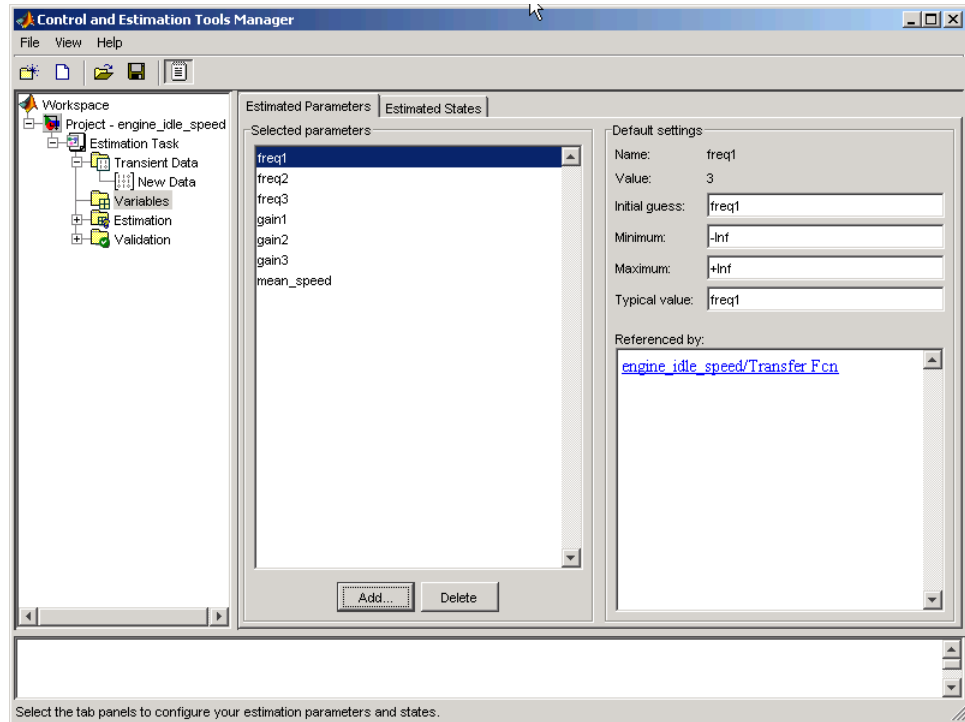 Control and Estimation Tools Manager
File View Help
Workspace
Project - engine_idle_speed
Estimation Task
Transient Data
New Data
Variables
Estimation
Validation
Estimated Parameters
Estimated States
Selected parameters
freq1
freq2
freq3
gain1
gain2
gain3
mean_speed
Add...
Delete
Default settings
Name: freq1
Value: 3
Initial guess: freq1
Minimum: -Inf
Maximum: +Inf
Typical value: freq1
Referenced by:
engine_idle_speed/Transfer Fcn
Select the tab panels to configure your estimation parameters and states.